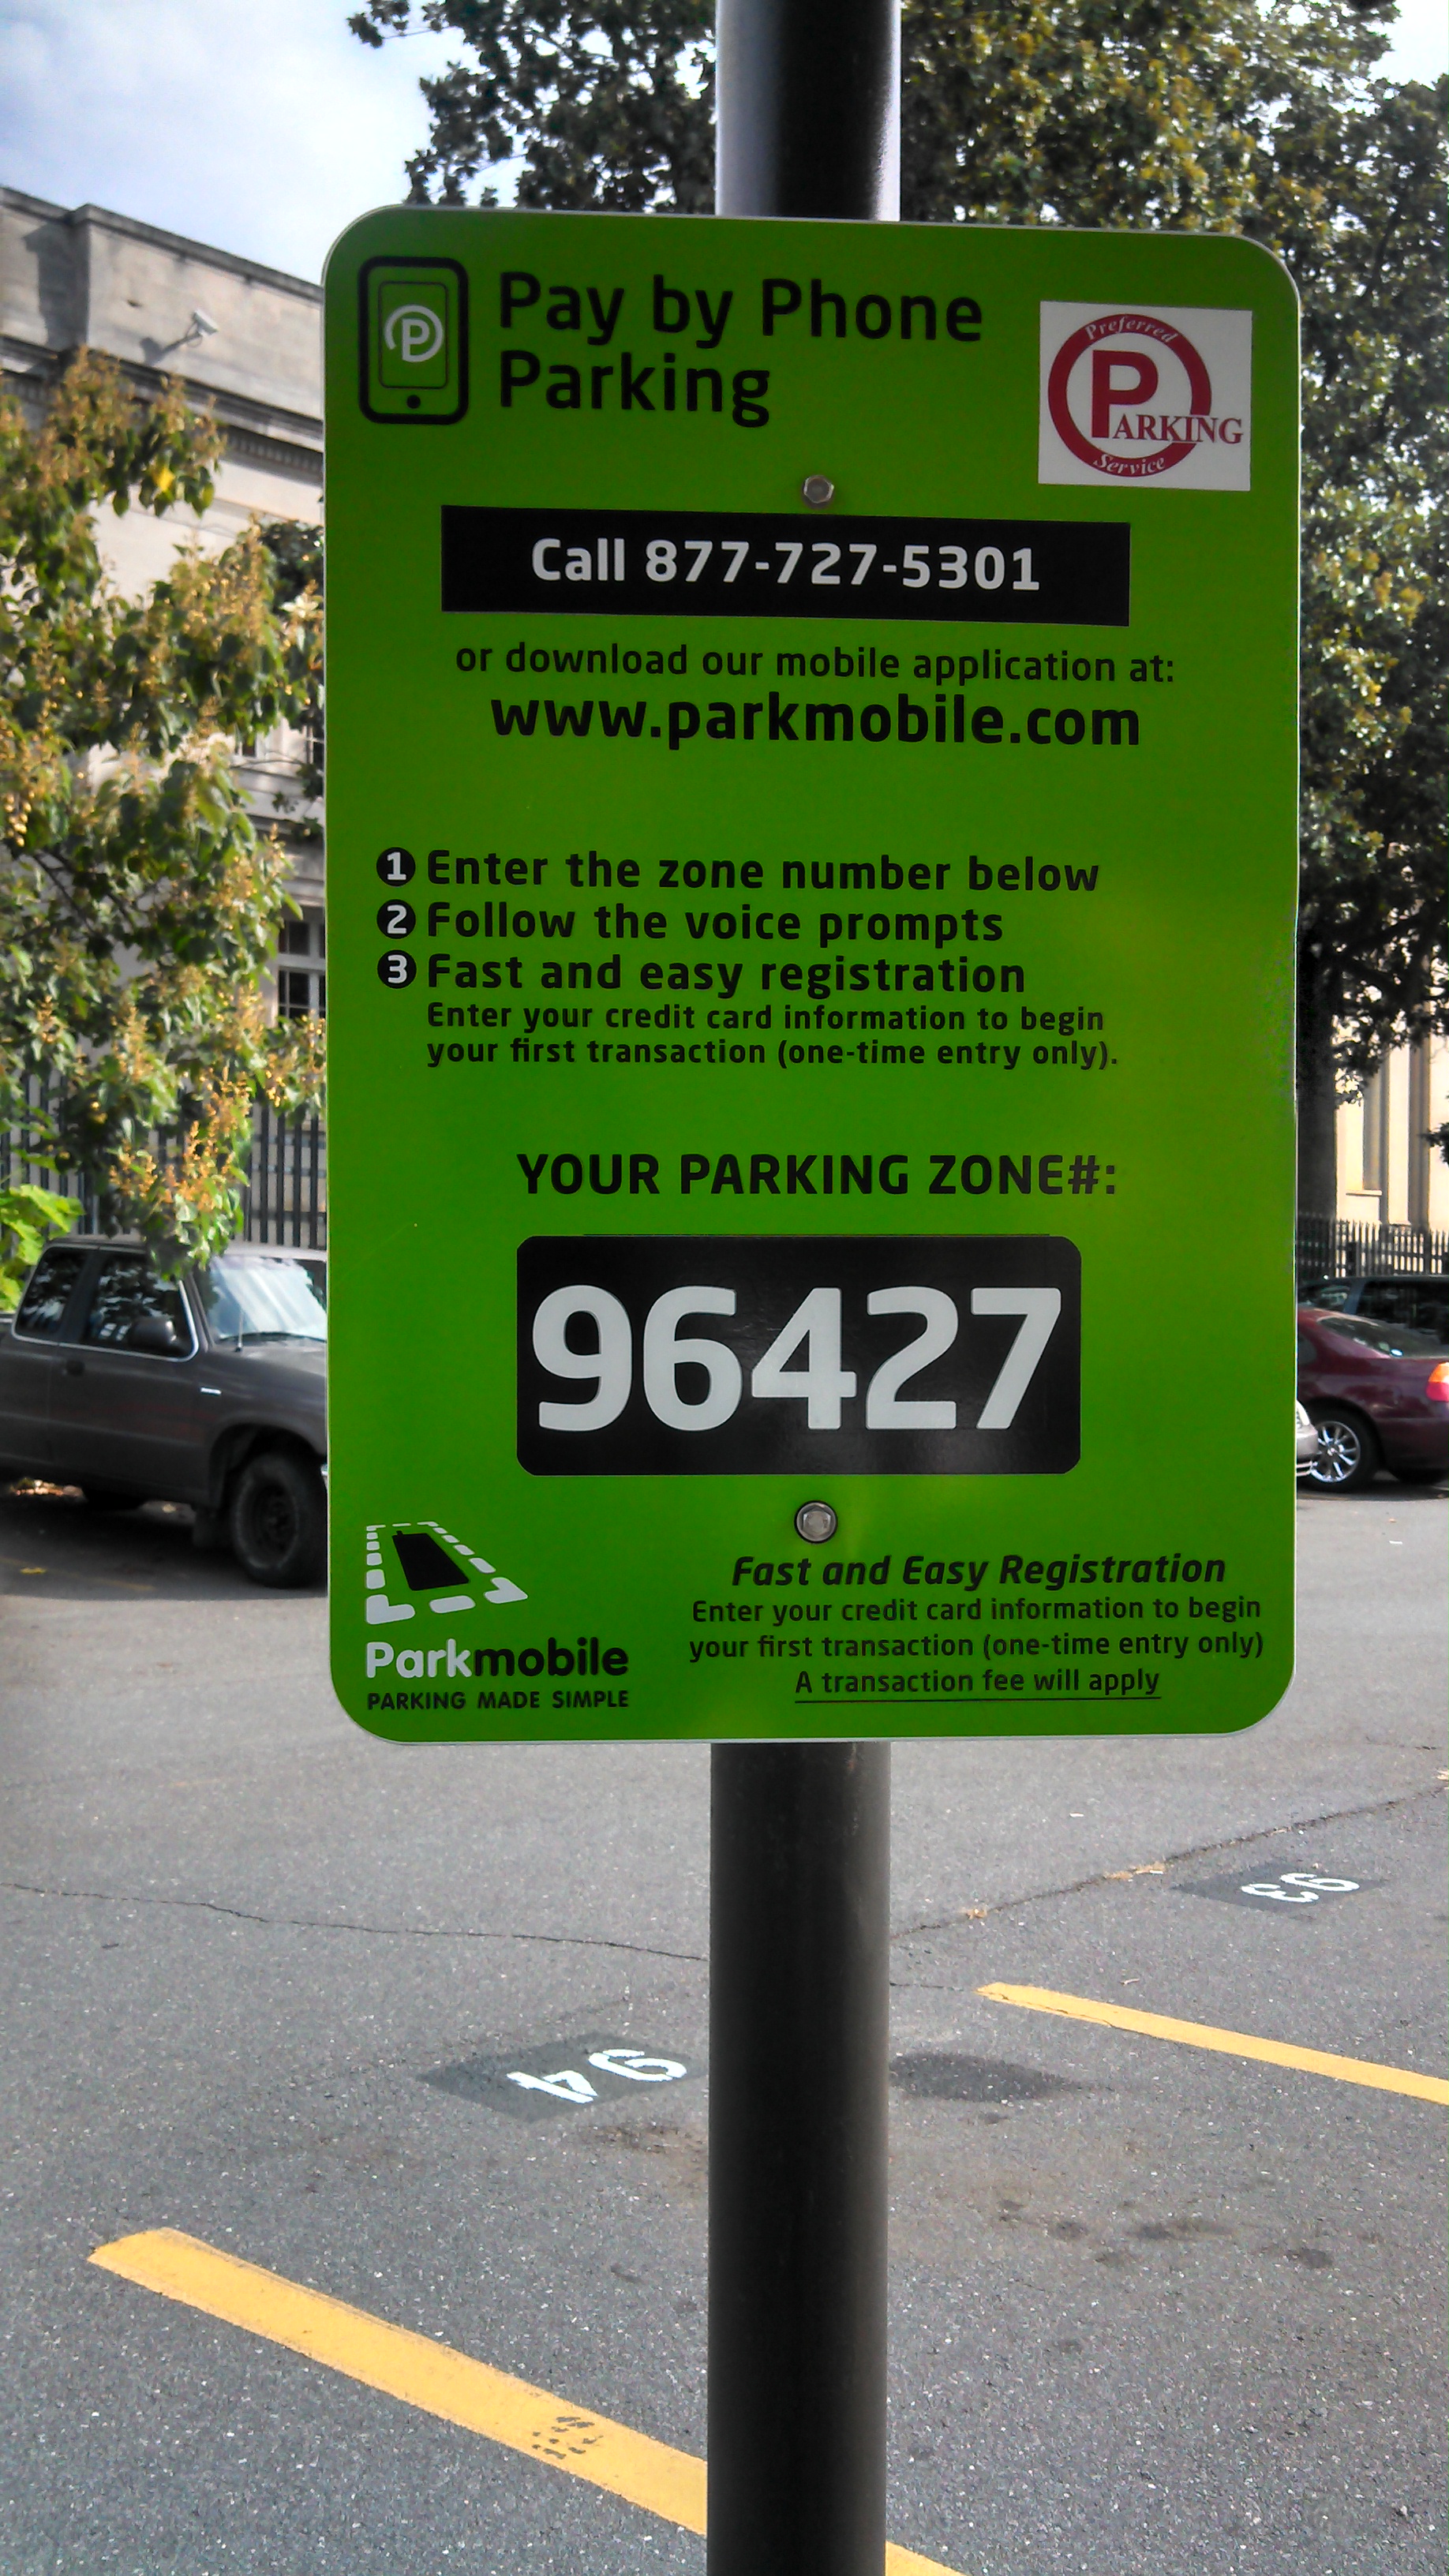 P
Pay by Phone
Parking
Preferred
PARKING
Service
Call 877-727-5301
or download our mobile application at:
www.parkmobile.com
1 Enter the zone number below
2 Follow the voice prompts
3 Fast and easy registration
Enter your credit card information to begin
your first transaction (one-time entry only).
YOUR PARKING ZONE#:
96427
Fast and Easy Registration
Enter your credit card information to begin
your first transaction (one-time entry only)
A transaction fee will apply
Parkmobile
PARKING MADE SIMPLE
93
94